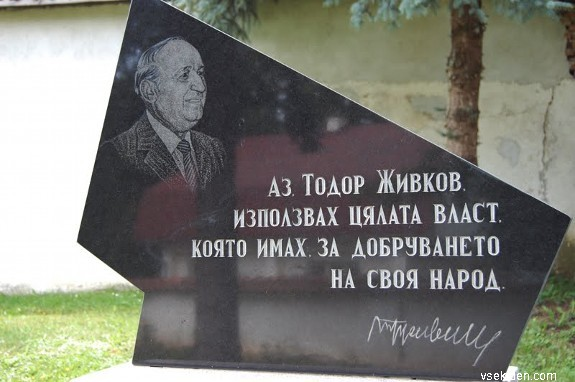 Аз, Тодор Живков,
използвах цялата власт,
която имах, за добруването
на своя народ.
vsekiden.com